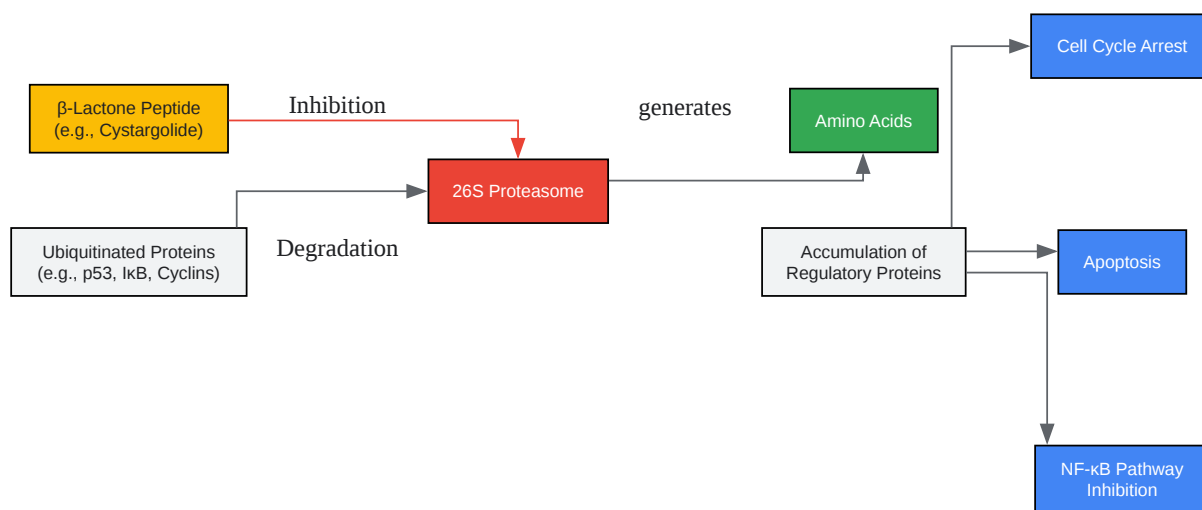 Cell Cycle Arrest
β-Lactone Peptide
(e.g., Cystargolide)
Inhibition
generates
Amino Acids
26S Proteasome
Ubiquitinated Proteins
(e.g., p53, IκB, Cyclins)
Degradation
Accumulation of
Regulatory Proteins
Apoptosis
NF-κB Pathway
Inhibition